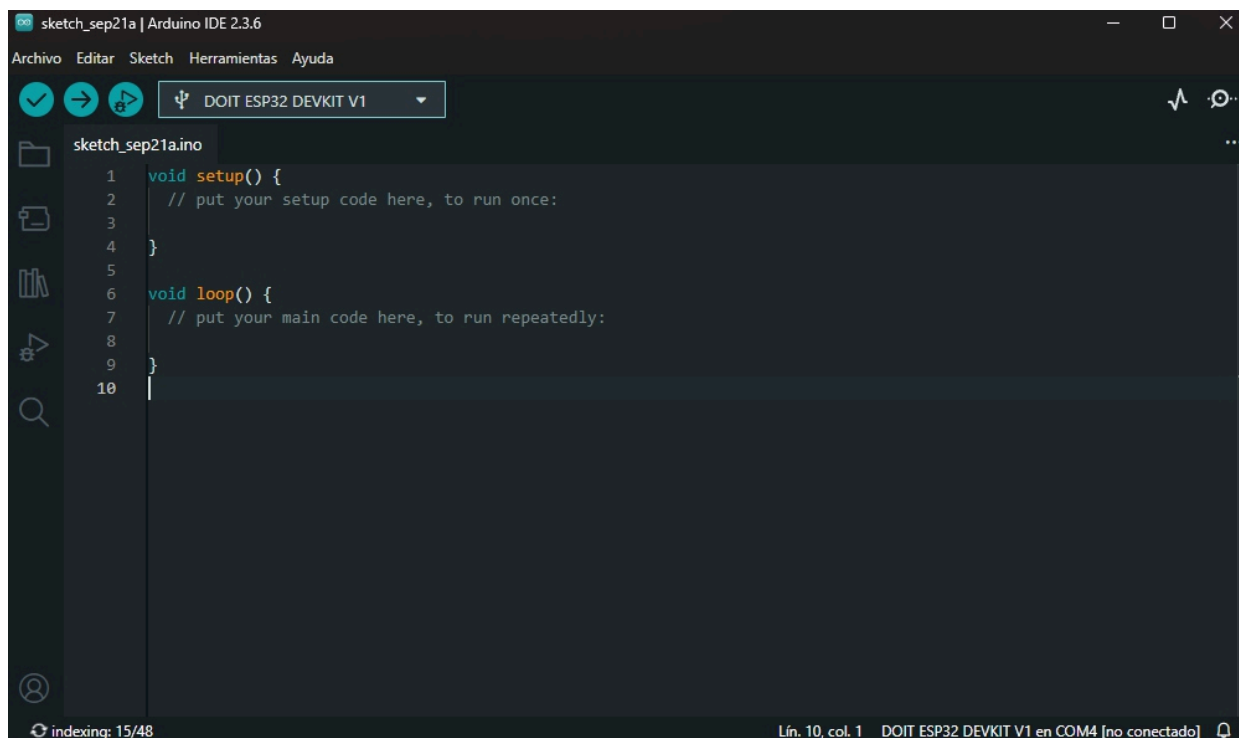 sketch_sep21a | Arduino IDE 2.3.6
Archivo Editar Sketch Herramientas Ayuda
DOIT ESP32 DEVKIT V1
sketch_sep21a.ino
1 void setup() {
2 // put your setup code here, to run once:
3
4 }
5
6 void loop() {
7 // put your main code here, to run repeatedly:
8
9 }
10
indexing: 15/48 Lín. 10, col. 1 DOIT ESP32 DEVKIT V1 en COM4 [no conectado]